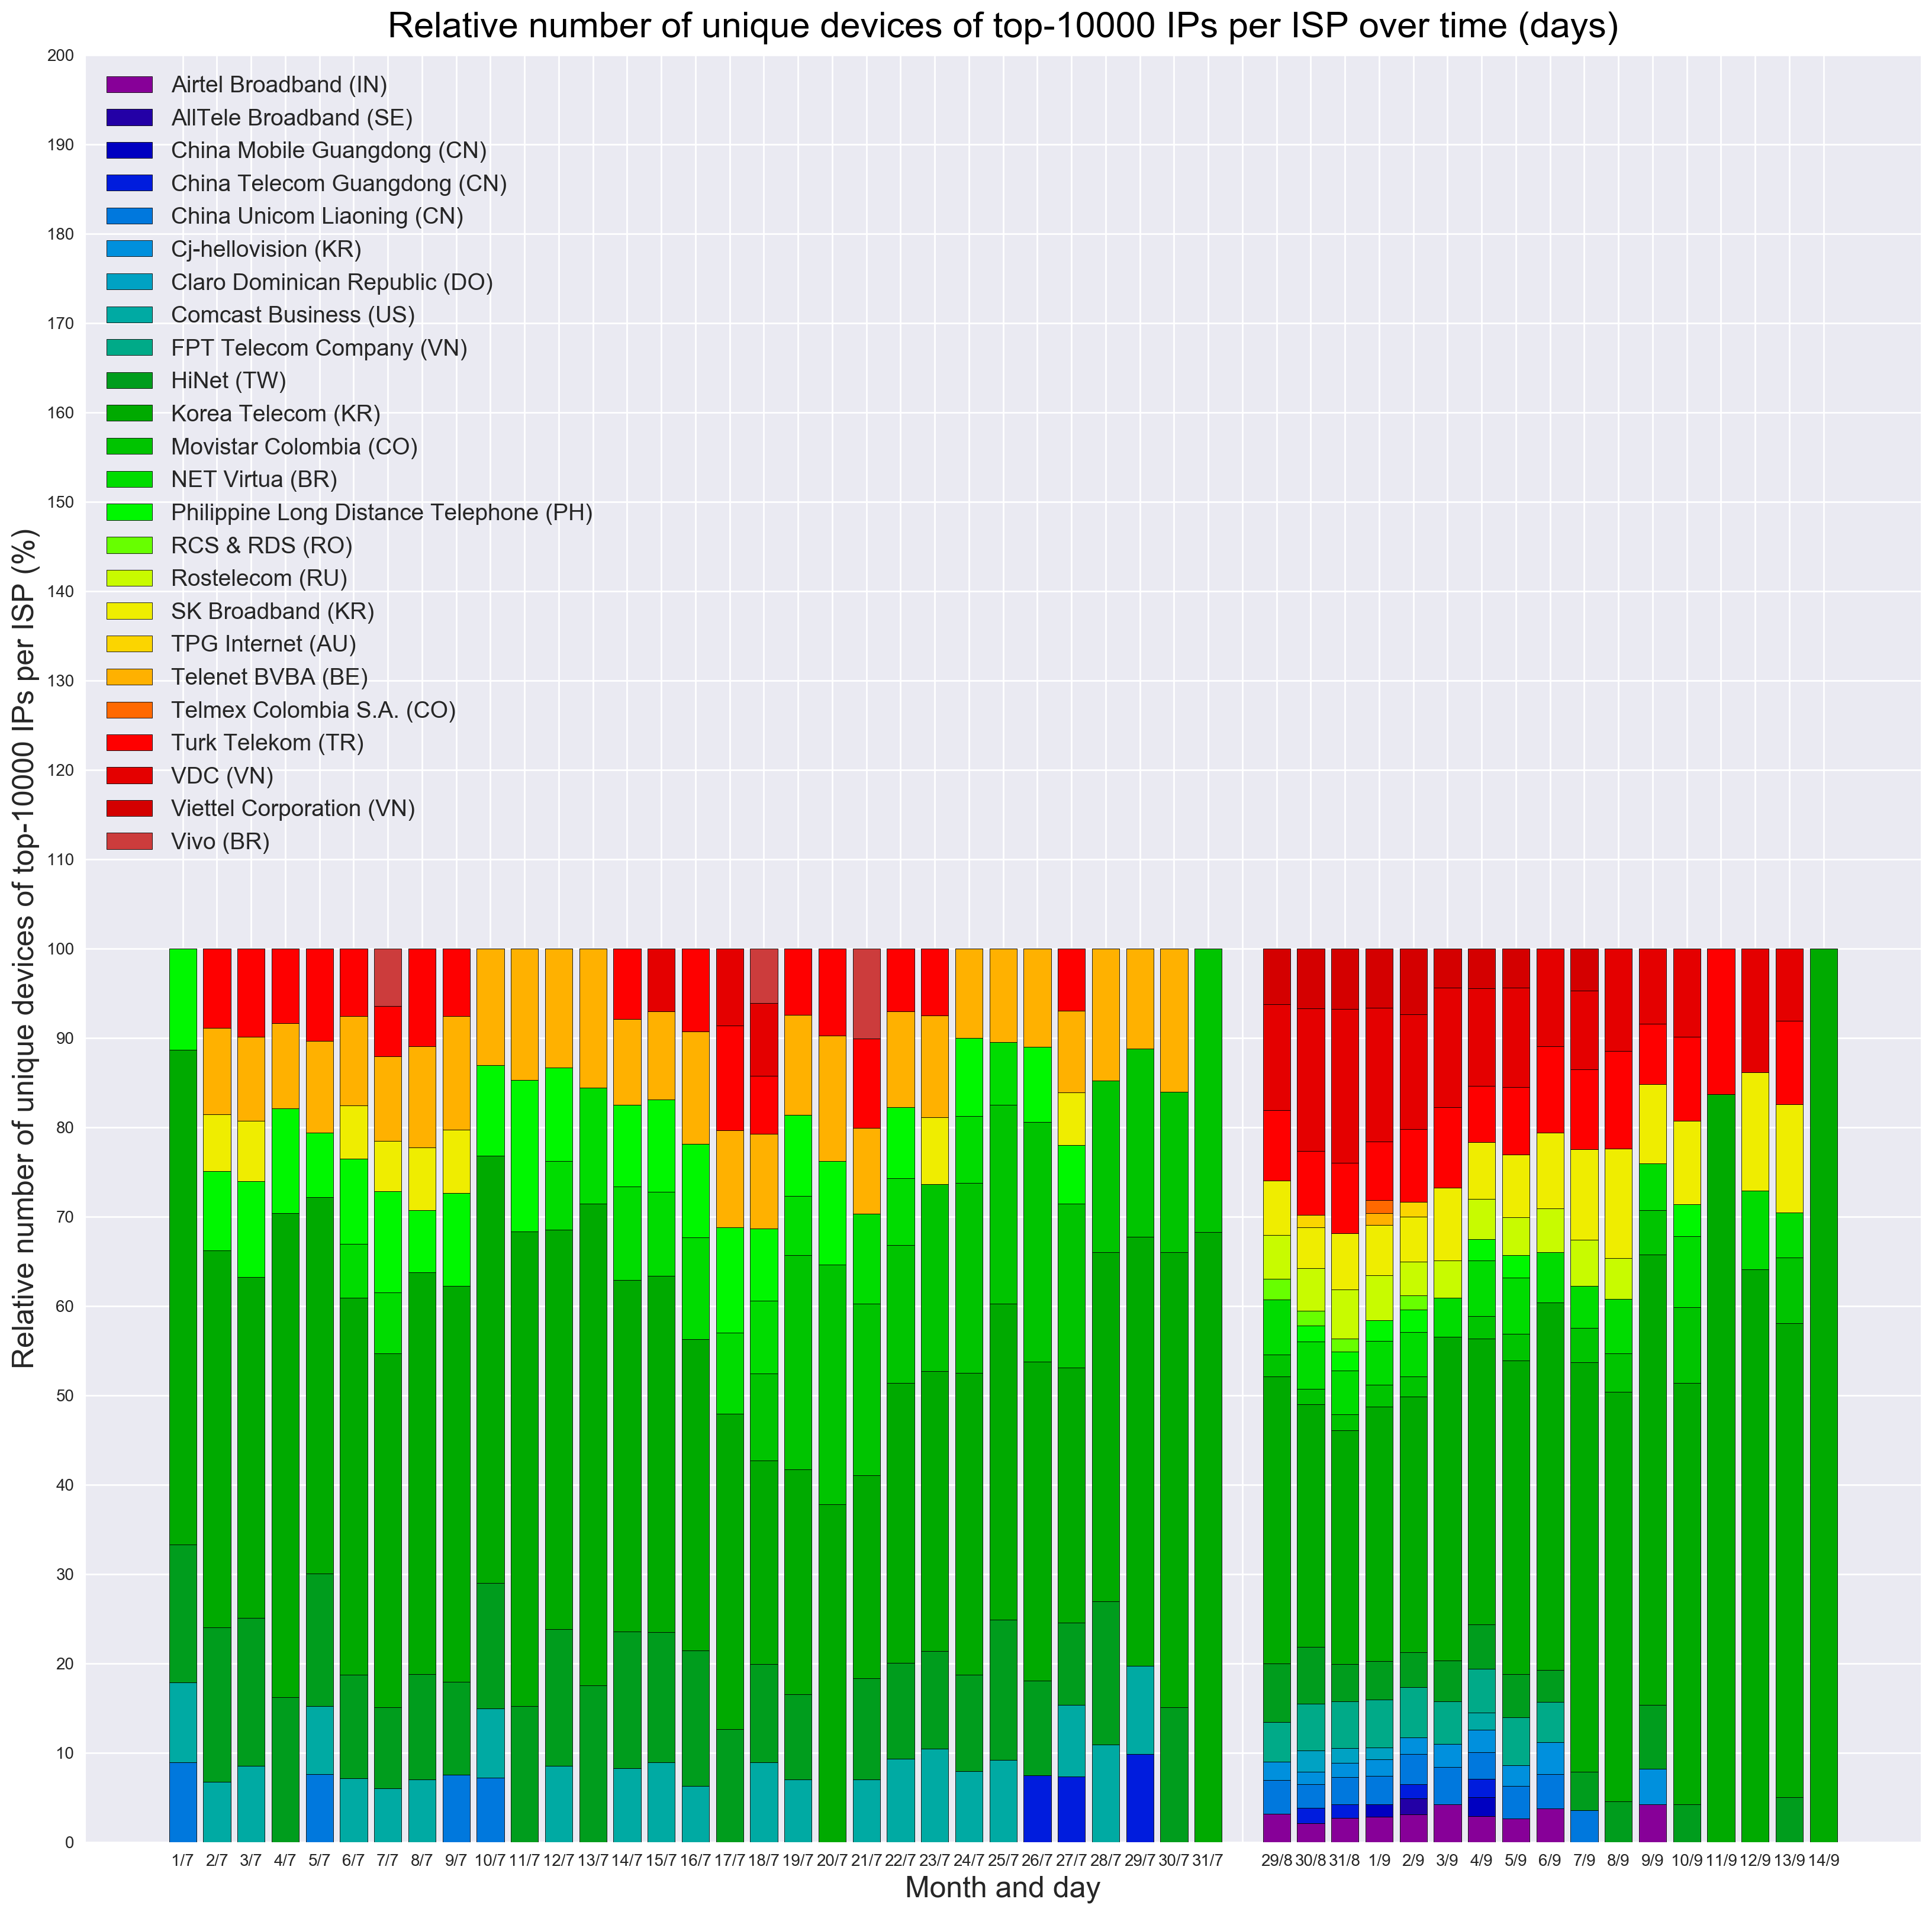 Relative number of unique devices of top-10000 IPs per ISP over time (days)
Relative number of unique devices of top-10000 IPs per ISP (%)
200
190
180
170
160
150
140
130
120
110
100
90
80
70
60
50
40
30
20
10
0
Airtel Broadband (IN)
AllTele Broadband (SE)
China Mobile Guangdong (CN)
China Telecom Guangdong (CN)
China Unicom Liaoning (CN)
Cj-hellovision (KR)
Claro Dominican Republic (DO)
Comcast Business (US)
FPT Telecom Company (VN)
HiNet (TW)
Korea Telecom (KR)
Movistar Colombia (CO)
NET Virtua (BR)
Philippine Long Distance Telephone (PH)
RCS & RDS (RO)
Rostelecom (RU)
SK Broadband (KR)
TPG Internet (AU)
Telenet BVBA (BE)
Telmex Colombia S.A. (CO)
Turk Telekom (TR)
VDC (VN)
Viettel Corporation (VN)
Vivo (BR)
1/7 2/7 3/7 4/7 5/7 6/7 7/7 8/7 9/7 10/7 11/7 12/7 13/7 14/7 15/7 16/7 17/7 18/7 19/7 20/7 21/7 22/7 23/7 24/7 25/7 26/7 27/7 28/7 29/7 30/7 31/7 29/8 30/8 31/8 1/9 2/9 3/9 4/9 5/9 6/9 7/9 8/9 9/9 10/9 11/9 12/9 13/9 14/9
Month and day